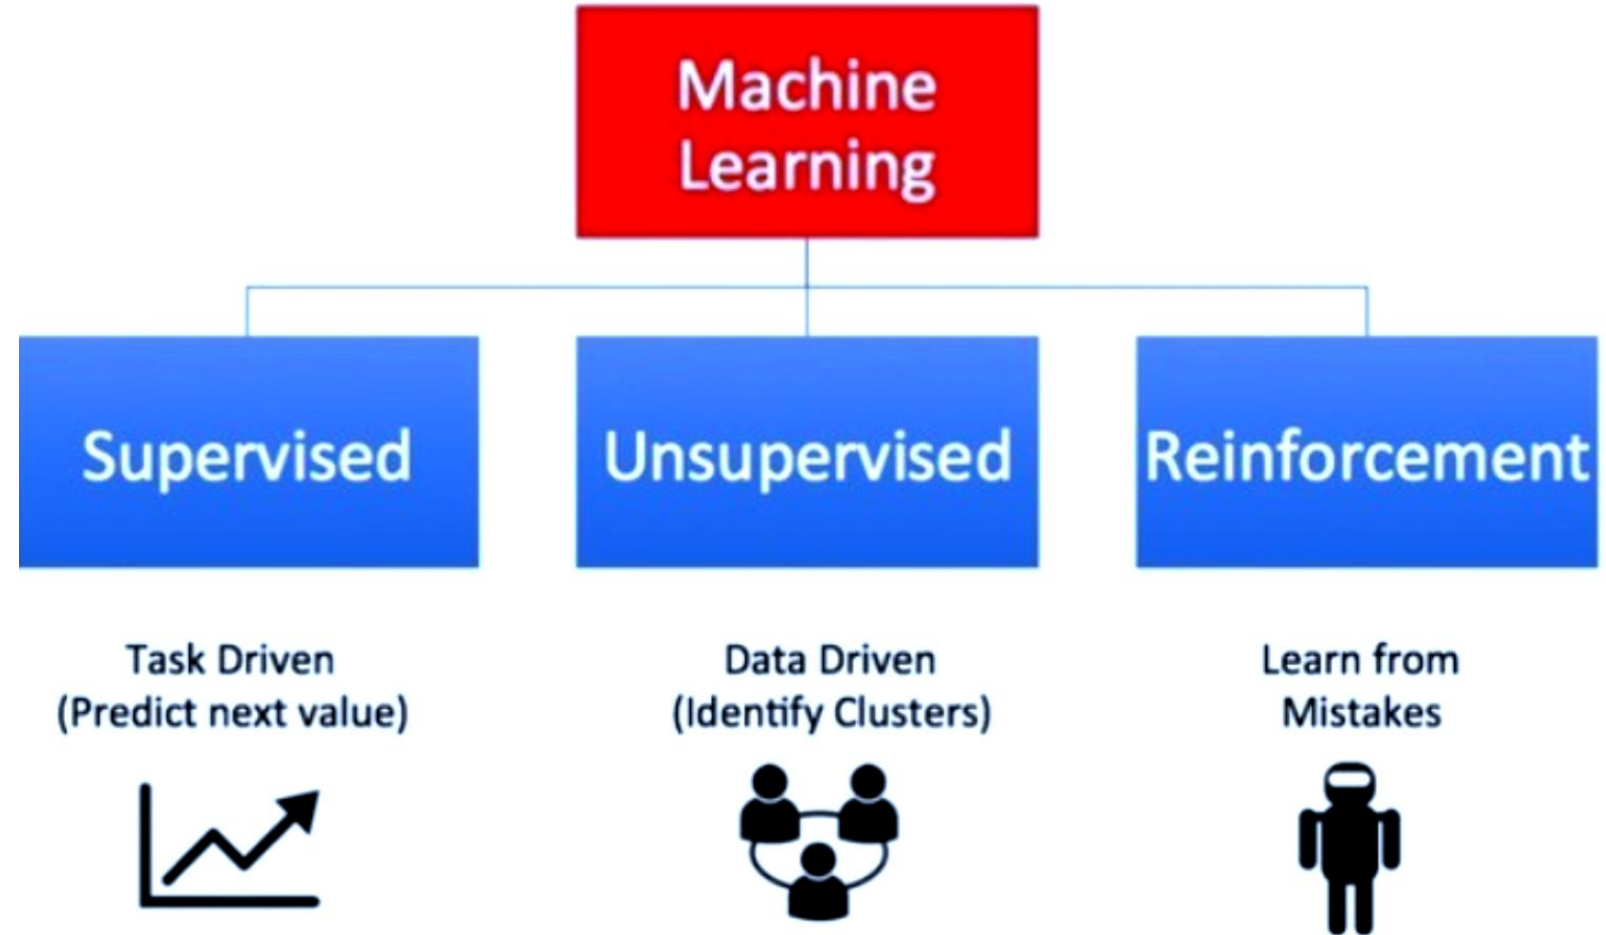 Machine
Learning
Supervised
Unsupervised
Reinforcement
Task Driven
(Predict next value)
Data Driven
(Identify Clusters)
Learn from
Mistakes